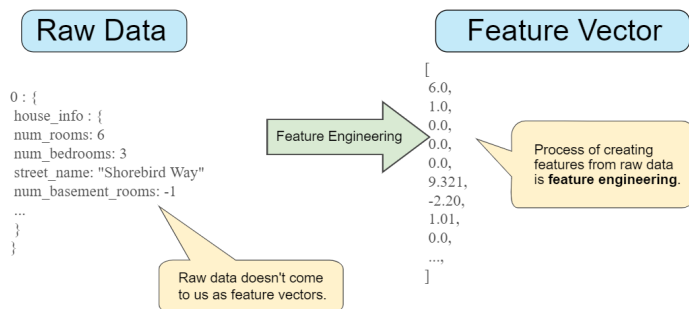 Raw Data
0 : {
house_info : {
num_rooms: 6
num_bedrooms: 3
street_name: "Shorebird Way"
num_basement_rooms: -1
...
}
}
Raw data doesn't come
to us as feature vectors.
Feature Engineering
Feature Vector
[
6.0,
1.0,
0.0,
0.0,
0.0,
9.321,
-2.20,
1.01,
0.0,
...,
]
Process of creating
features from raw data
is feature engineering.